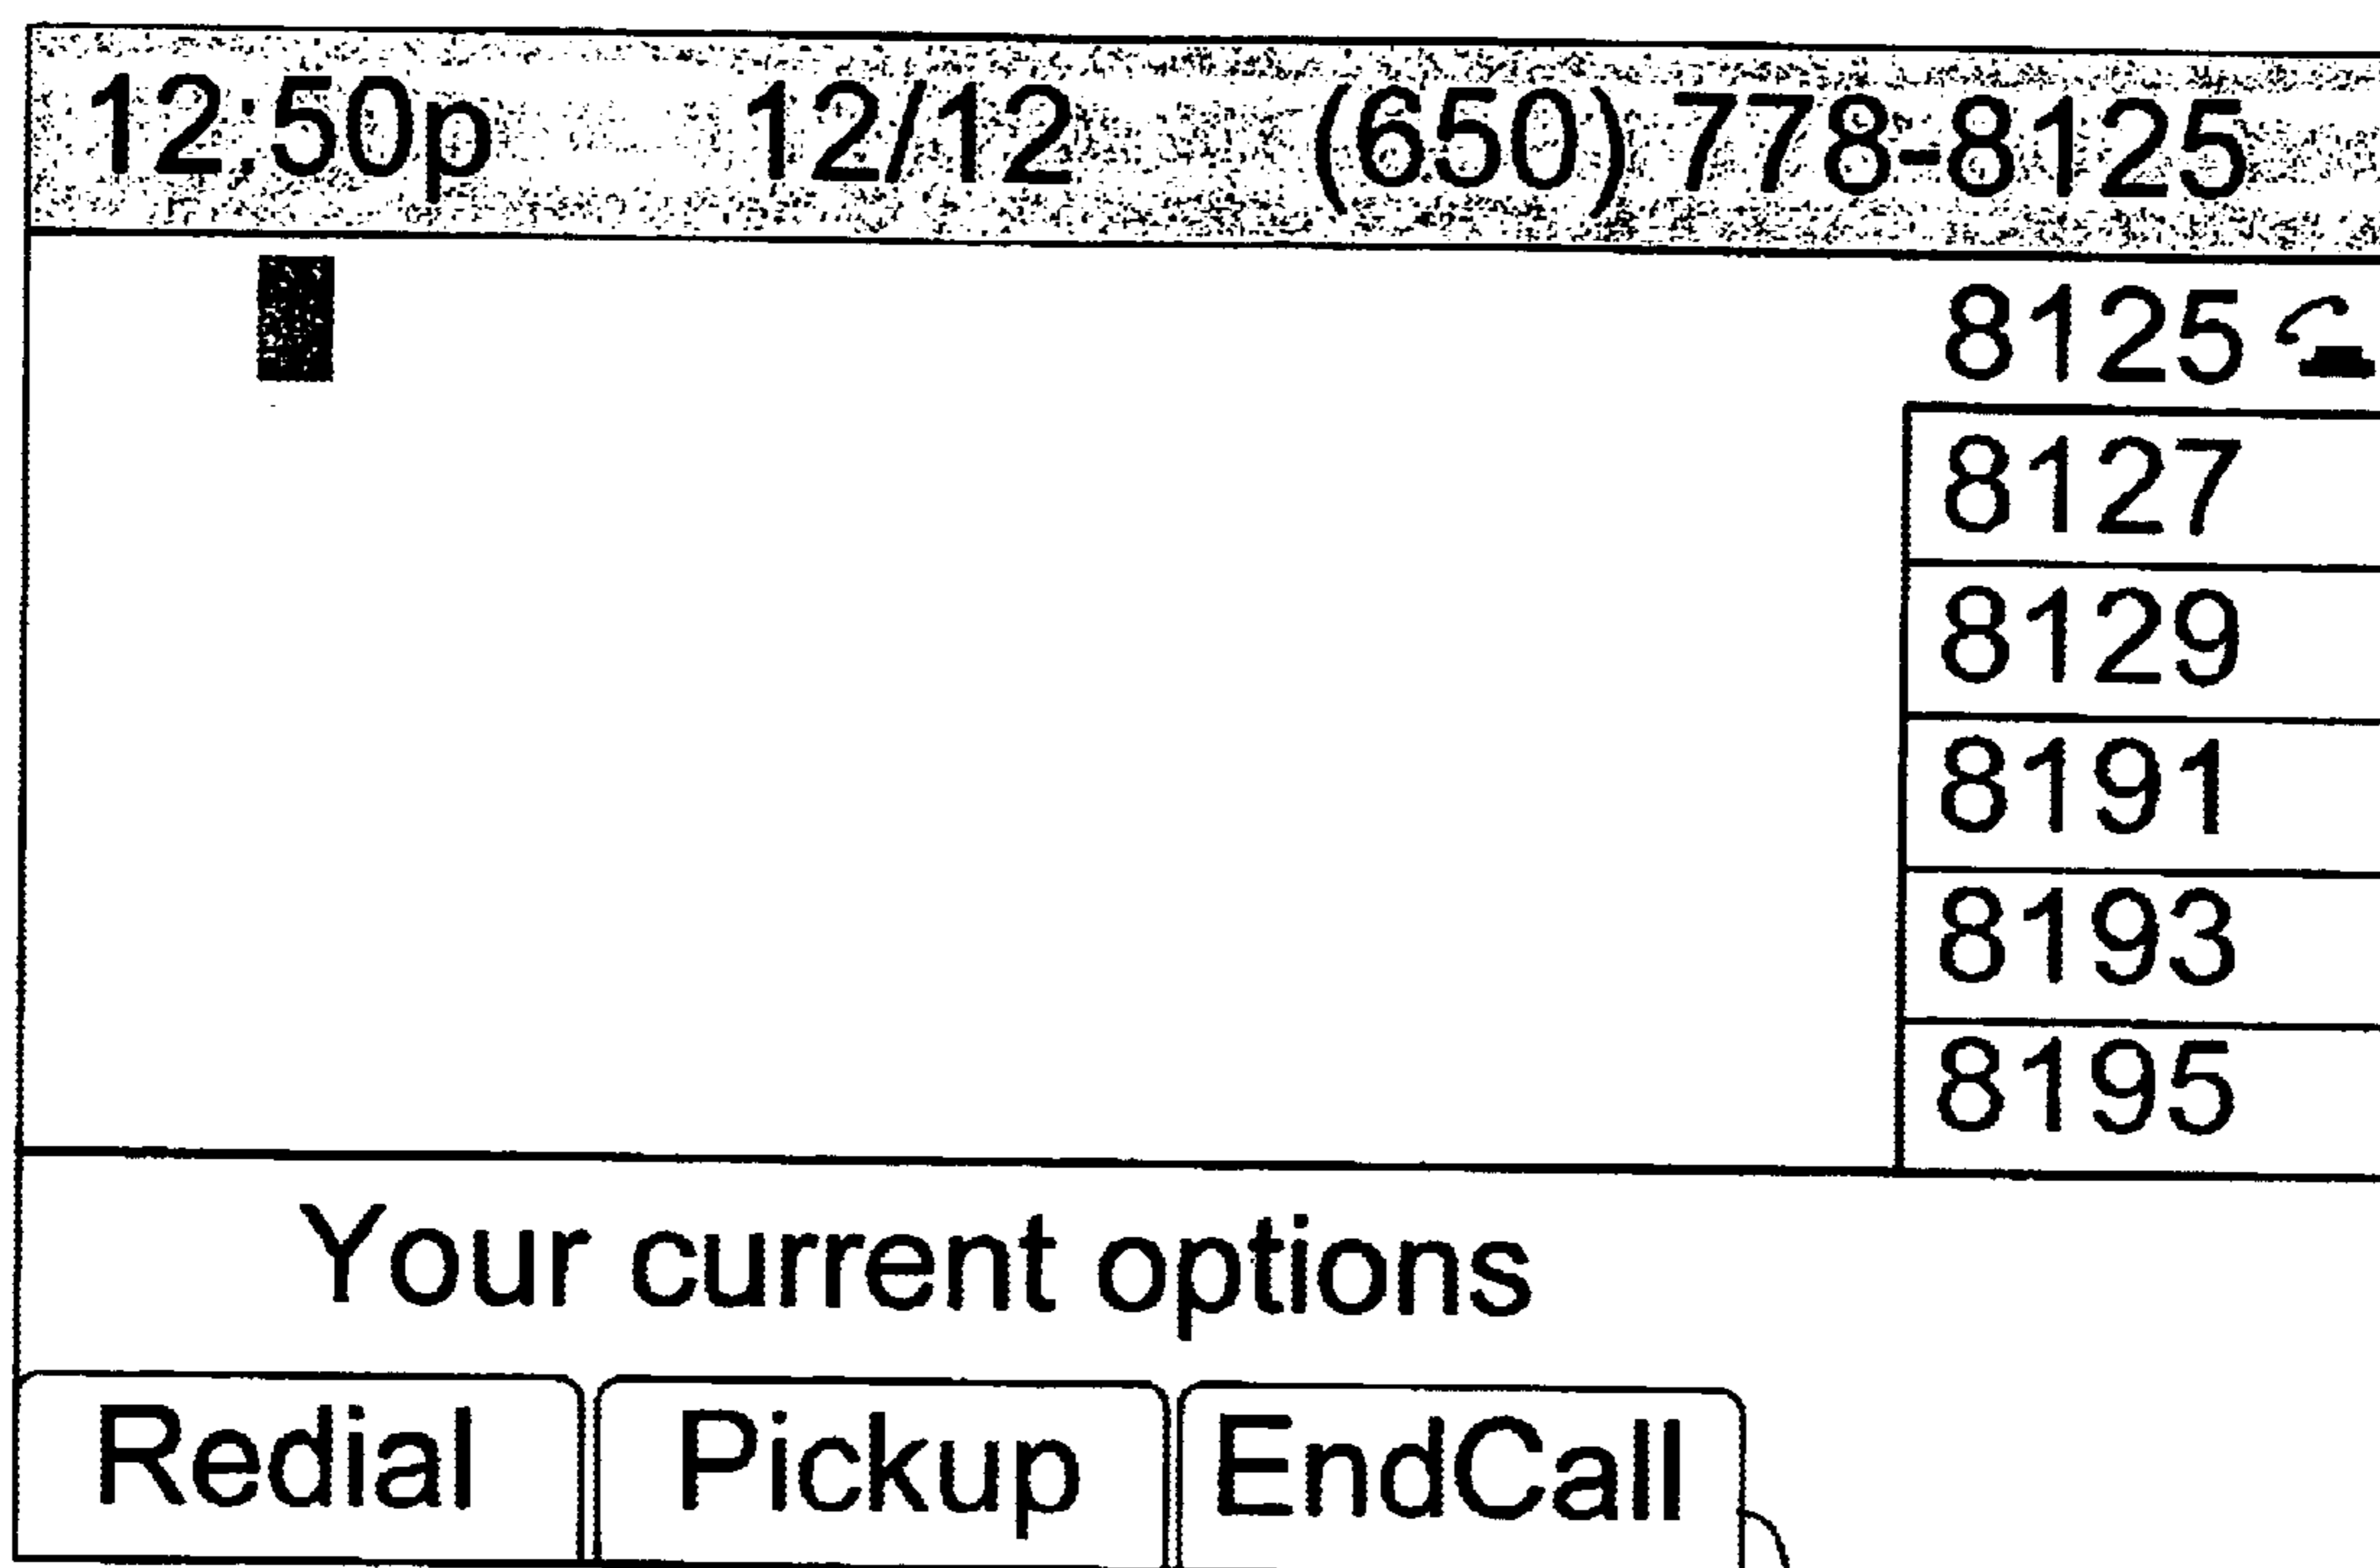 12:50p 12/12 (650) 778-8125
8125
8127
8129
8191
8193
8195
Your current options
Redial Pickup EndCall